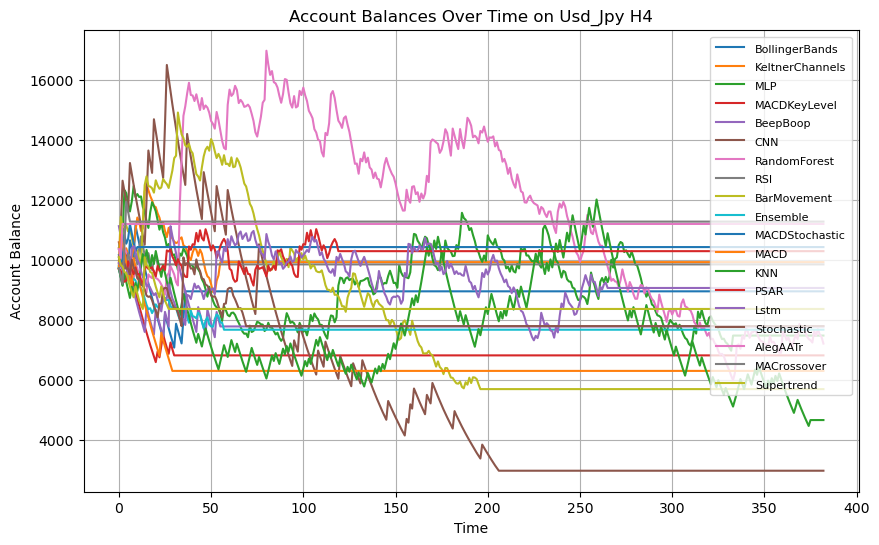 Account Balances Over Time on Usd_Jpy H4
Account Balance
16000
14000
12000
10000
8000
6000
4000
BollingerBands
KeltnerChannels
MLP
MACDKeyLevel
BeepBoop
CNN
RandomForest
RSI
BarMovement
Ensemble
MACDStochastic
MACD
KNN
PSAR
Lstm
Stochastic
AlegAATr
MACrossover
Supertrend
0
50
100
150
200
250
300
350
400
Time